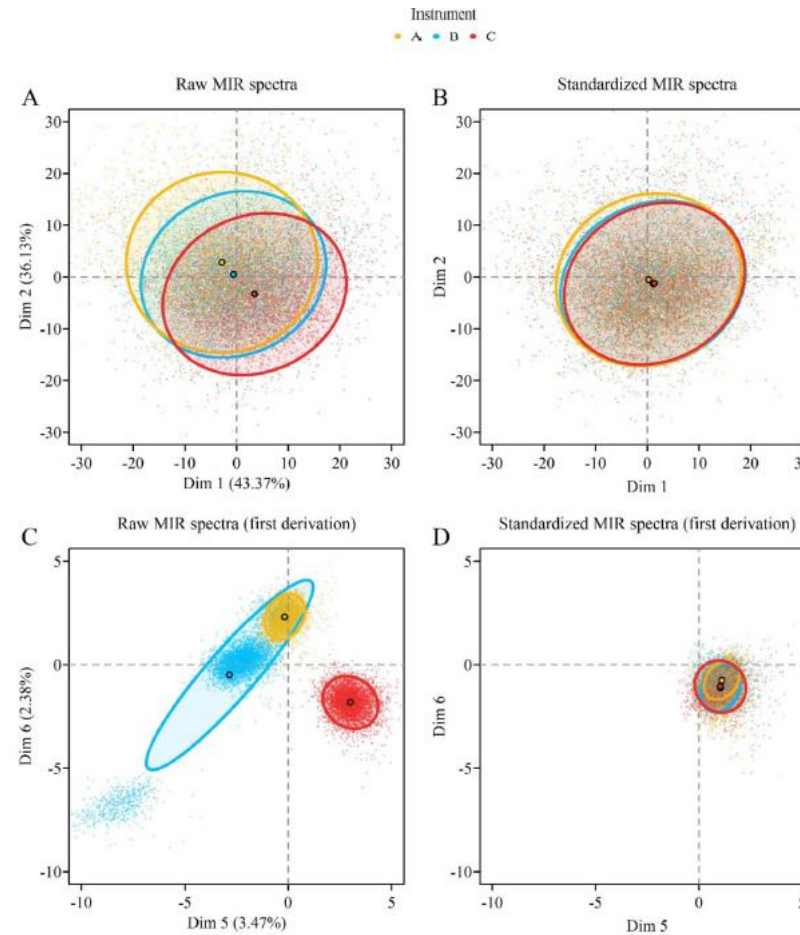 Instrument
A B C
A Raw MIR spectra
B Standardized MIR spectra
30
20
10
0
-10
-20
-30
Dim 2 (36.13%)
-30 -20 -10 0 10 20 30
Dim 1 (43.37%)
30
20
10
0
-10
-20
-30
Dim 2
-30 -20 -10 0 10 20 30
Dim 1
C Raw MIR spectra (first derivation)
D Standardized MIR spectra (first derivation)
5
0
-5
-10
Dim 6 (2.38%)
-10 -5 0 5
Dim 5 (3.47%)
5
0
-5
-10
Dim 6
-10 -5 0 5
Dim 5